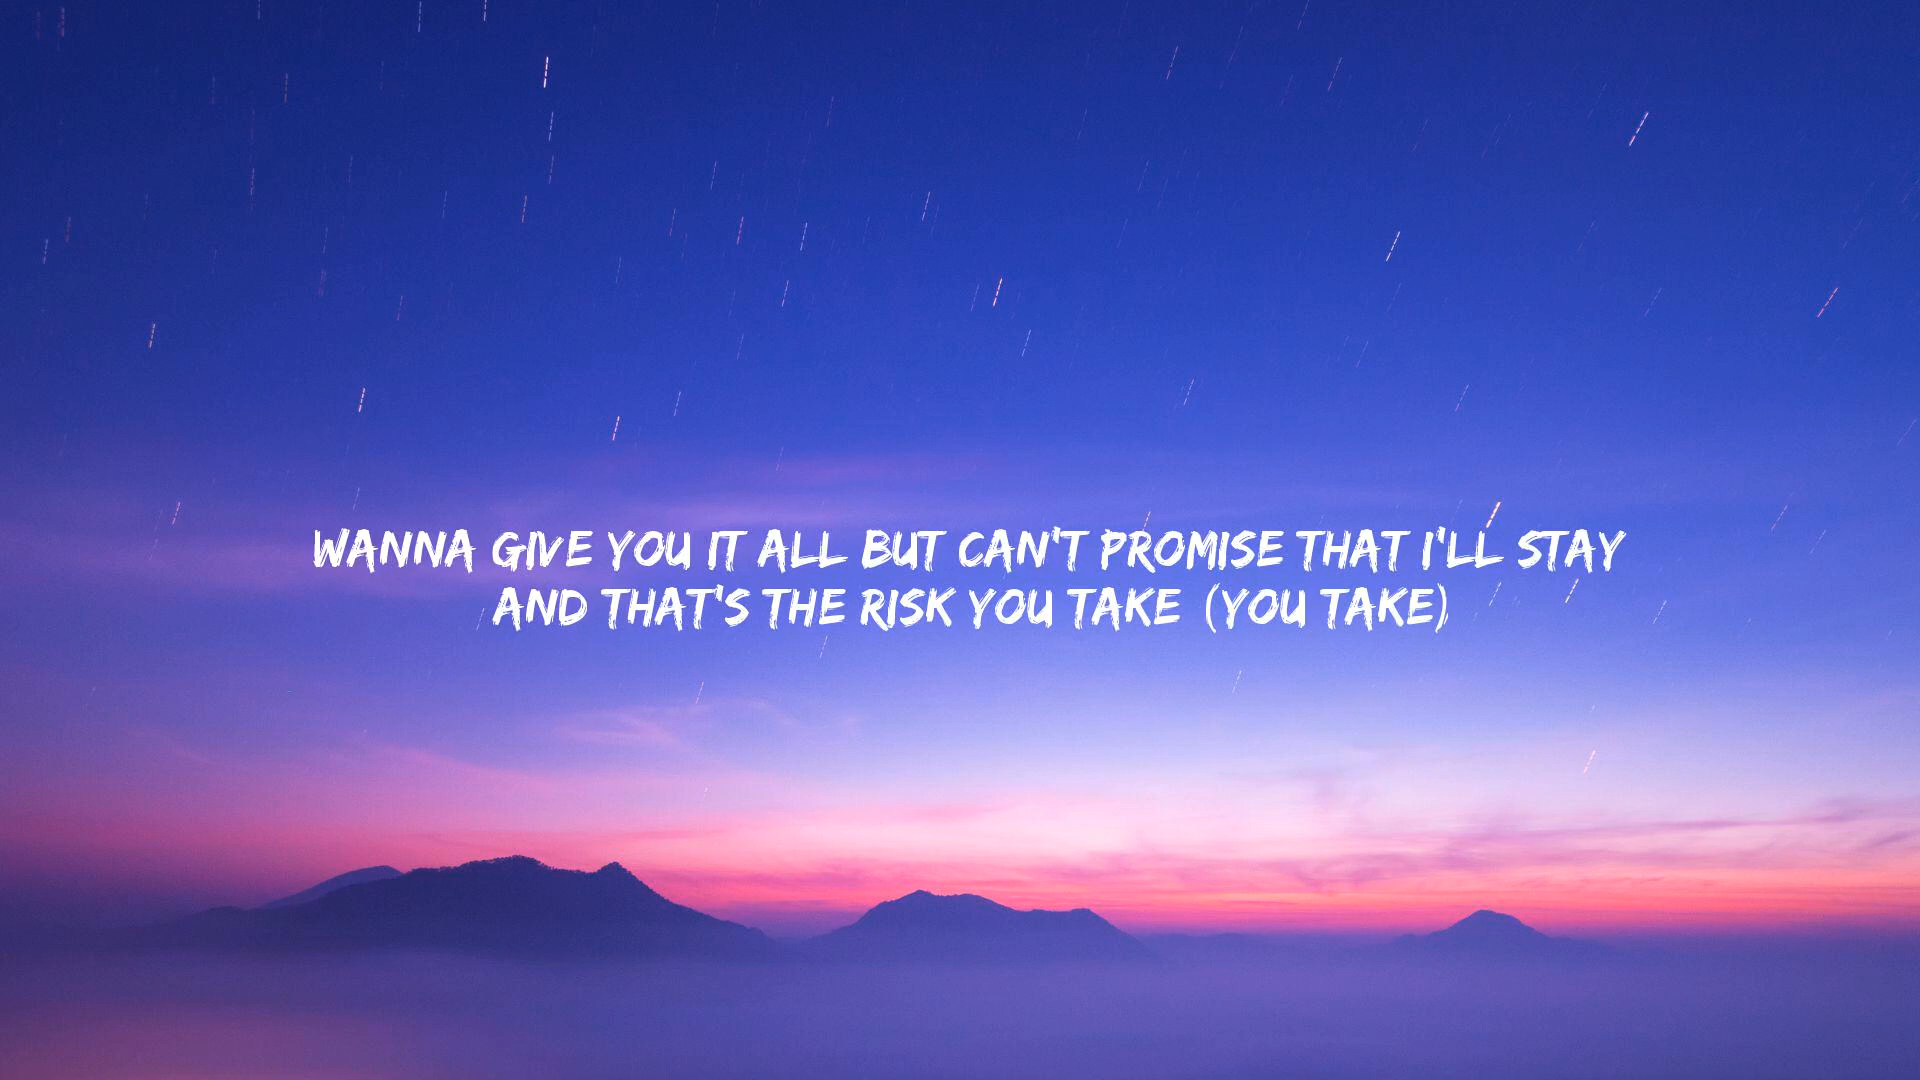 WANNA GIVE YOU IT ALL BUT CAN'T PROMISE THAT I'LL STAY
AND THAT'S THE RISK YOU TAKE (YOU TAKE)